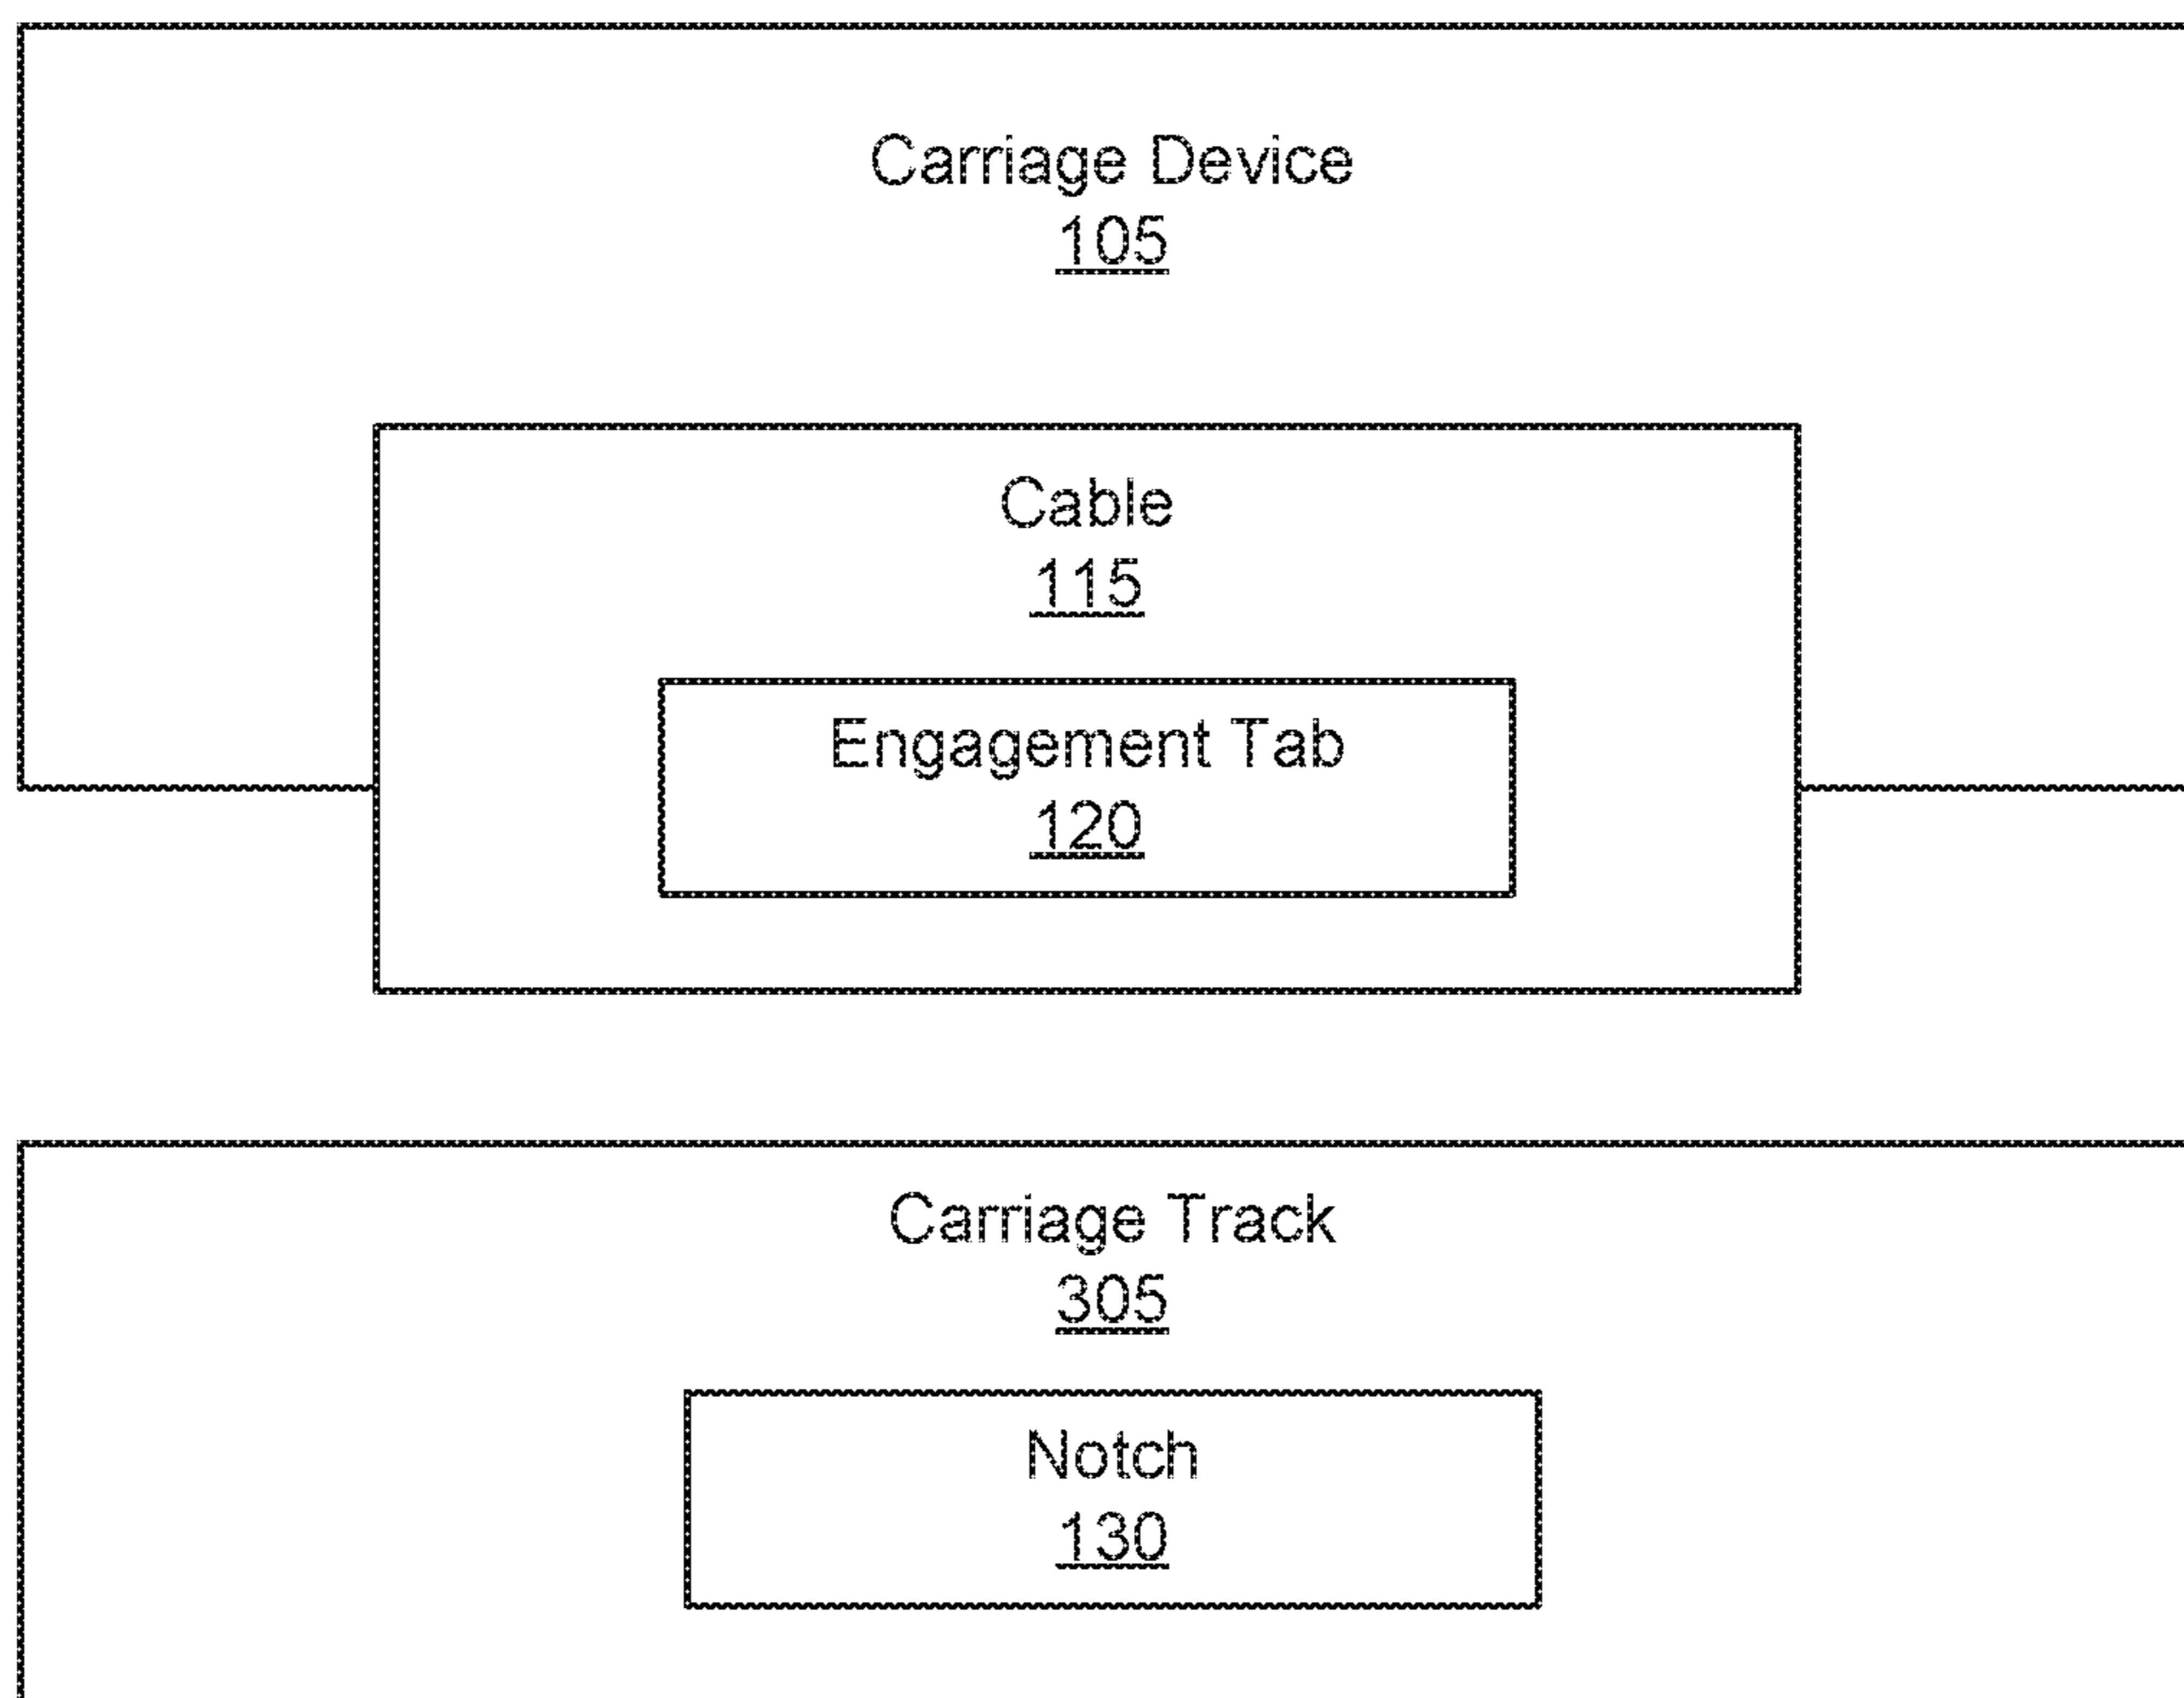 Carriage Device
105
Cable
115
Engagement Tab
120
Carriage Track
305
Notch
130